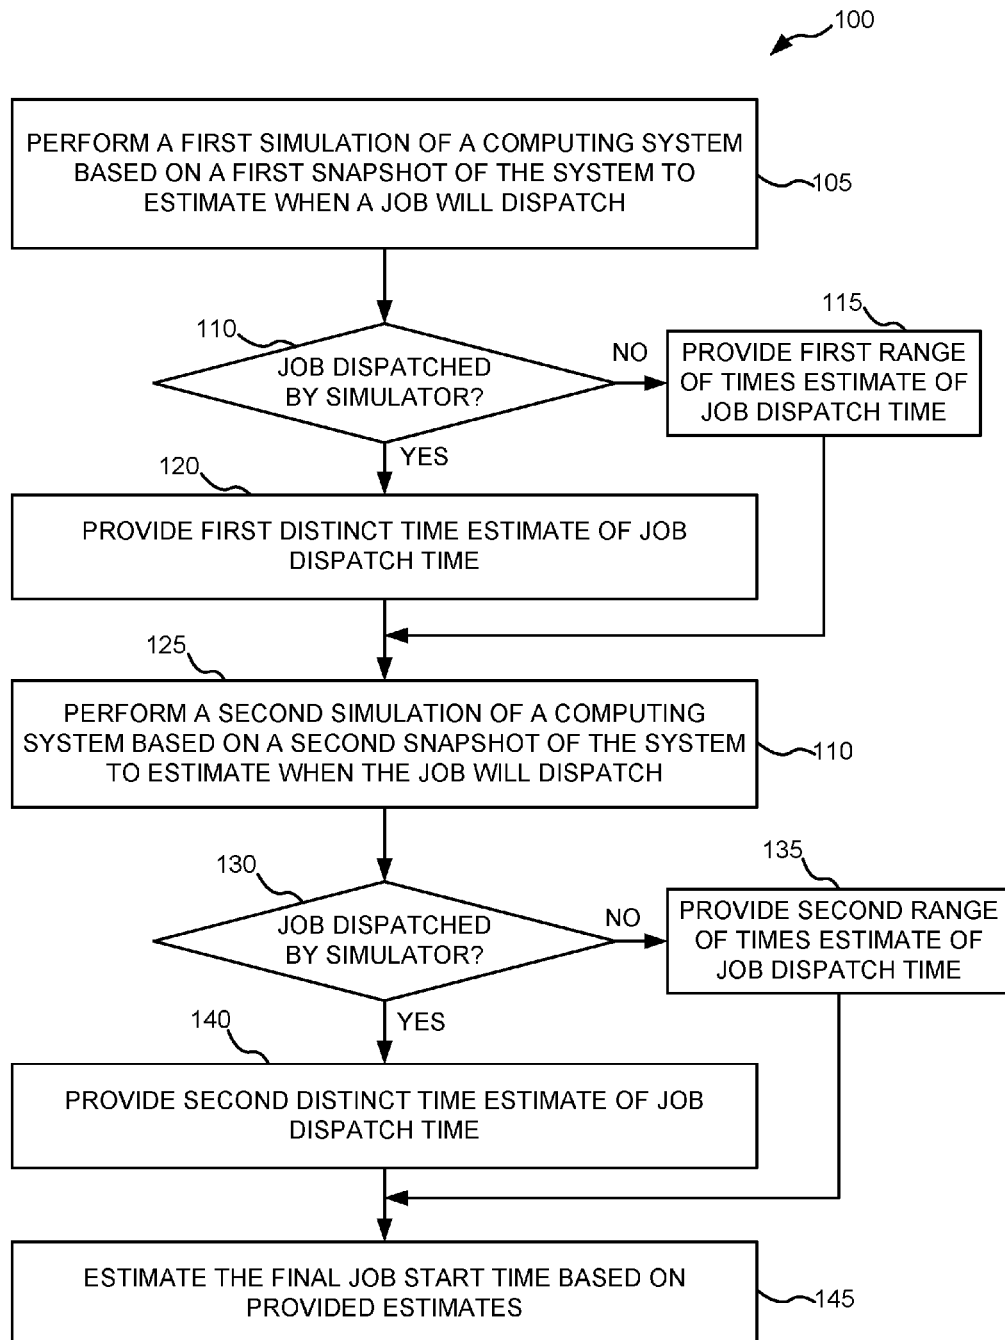 100
PERFORM A FIRST SIMULATION OF A COMPUTING SYSTEM
BASED ON A FIRST SNAPSHOT OF THE SYSTEM TO
ESTIMATE WHEN A JOB WILL DISPATCH
105
110
JOB DISPATCHED
BY SIMULATOR?
NO
115
PROVIDE FIRST RANGE
OF TIMES ESTIMATE OF
JOB DISPATCH TIME
YES
120
PROVIDE FIRST DISTINCT TIME ESTIMATE OF JOB
DISPATCH TIME
125
PERFORM A SECOND SIMULATION OF A COMPUTING
SYSTEM BASED ON A SECOND SNAPSHOT OF THE SYSTEM
TO ESTIMATE WHEN THE JOB WILL DISPATCH
110
130
JOB DISPATCHED
BY SIMULATOR?
NO
135
PROVIDE SECOND RANGE
OF TIMES ESTIMATE OF
JOB DISPATCH TIME
YES
140
PROVIDE SECOND DISTINCT TIME ESTIMATE OF JOB
DISPATCH TIME
ESTIMATE THE FINAL JOB START TIME BASED ON
PROVIDED ESTIMATES
145